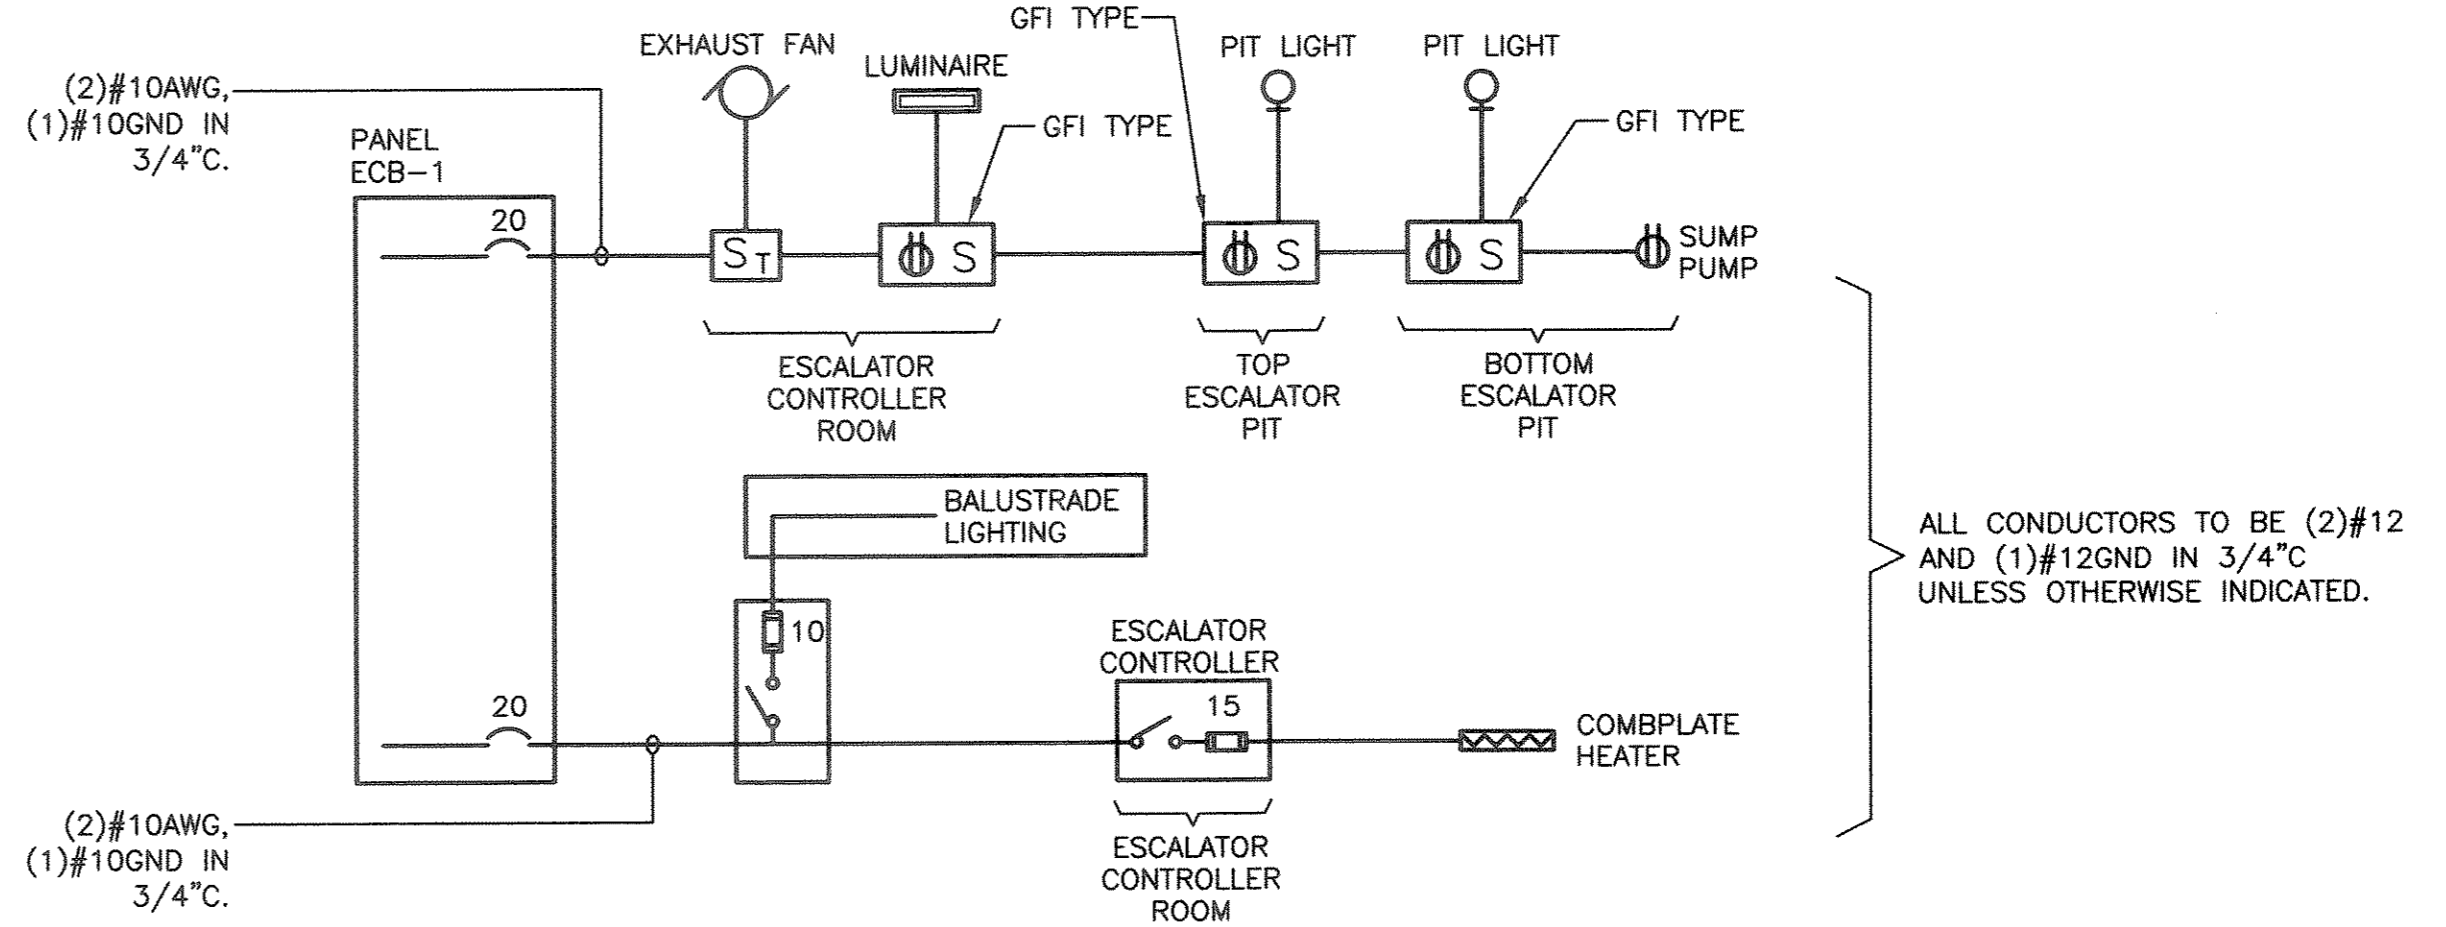 GFI TYPE
EXHAUST FAN
PIT LIGHT
PIT LIGHT
LUMINAIRE
(2)#10AWG,
(1)#10GND IN
3/4"C.
GFI TYPE
GFI TYPE
PANEL
ECB-1
20
S T
S
S
S
SUMP
PUMP
ESCALATOR
CONTROLLER
ROOM
TOP
ESCALATOR
PIT
BOTTOM
ESCALATOR
PIT
BALUSTRADE
LIGHTING
ALL CONDUCTORS TO BE (2)#12
AND (1)#12GND IN 3/4"C
UNLESS OTHERWISE INDICATED.
10
ESCALATOR
CONTROLLER
20
15
COMBPLATE
HEATER
(2)#10AWG,
(1)#10GND IN
3/4"C.
ESCALATOR
CONTROLLER
ROOM